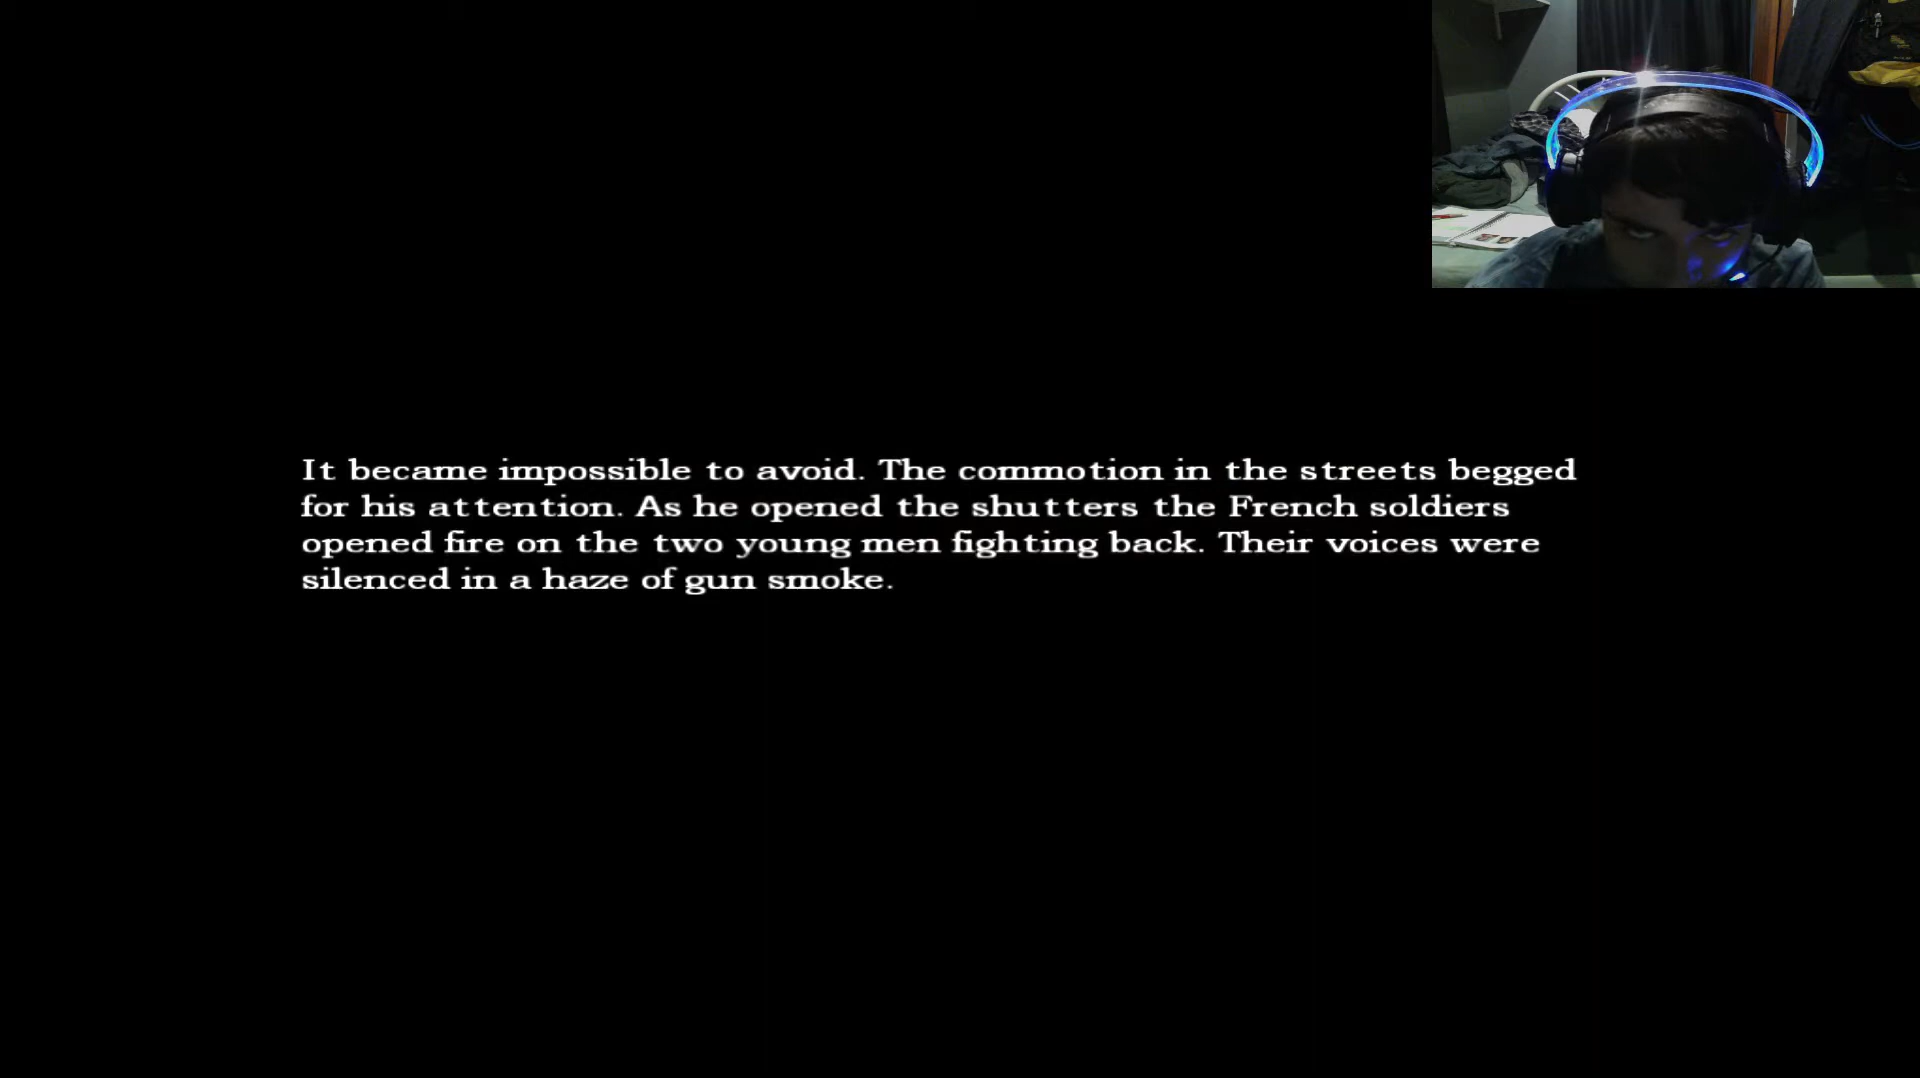 It became impossible to avoid. The commotion in the streets begged
for his attention. As he opened the shutters the French soldiers
opened fire on the two young men fighting back. Their voices were
silenced in a haze of gun smoke.